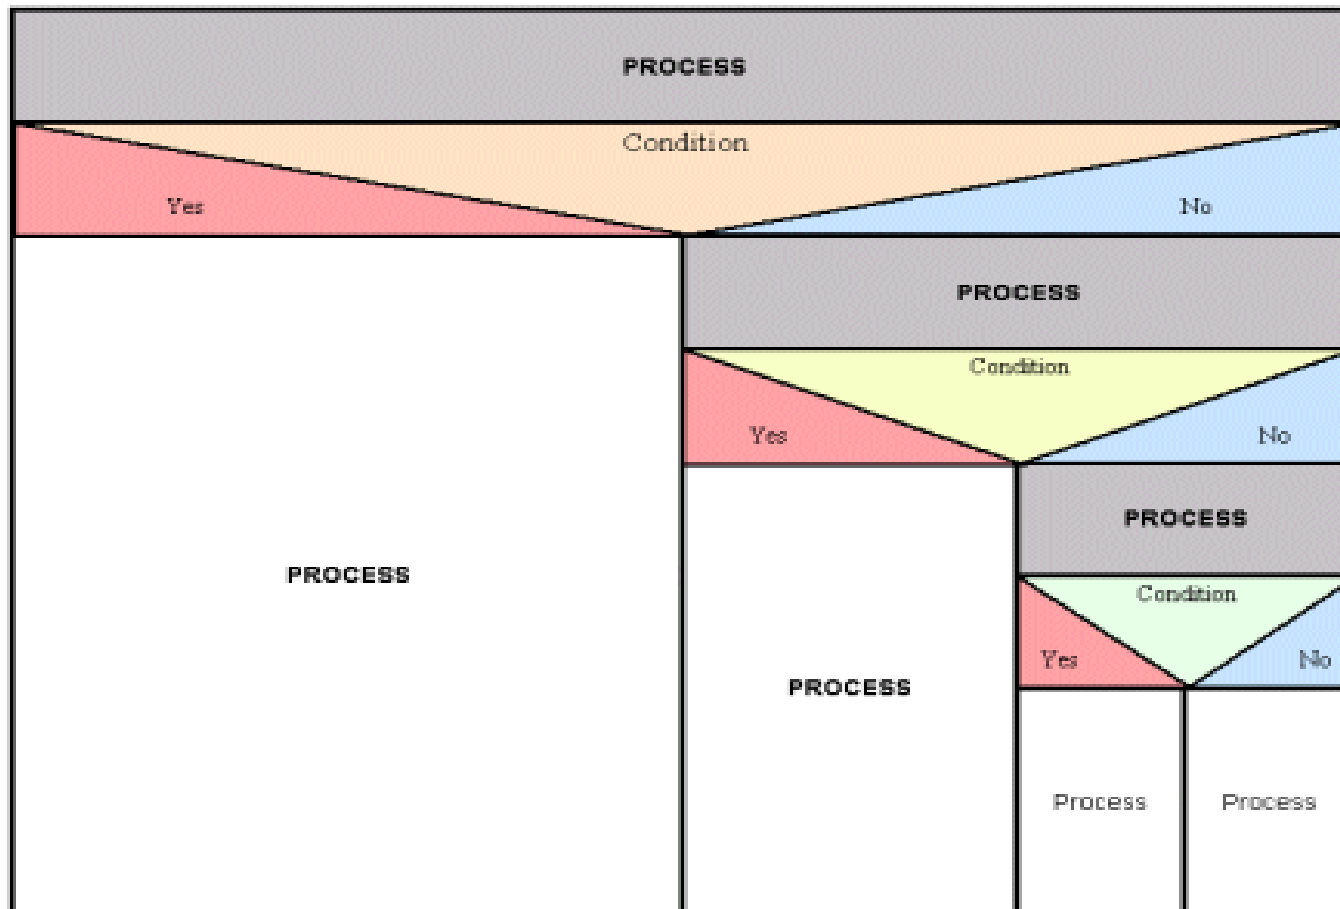 PROCESS
Condition
Yes
No
PROCESS
Condition
Yes
No
PROCESS
PROCESS
Condition
Yes
No
PROCESS
Process
Process